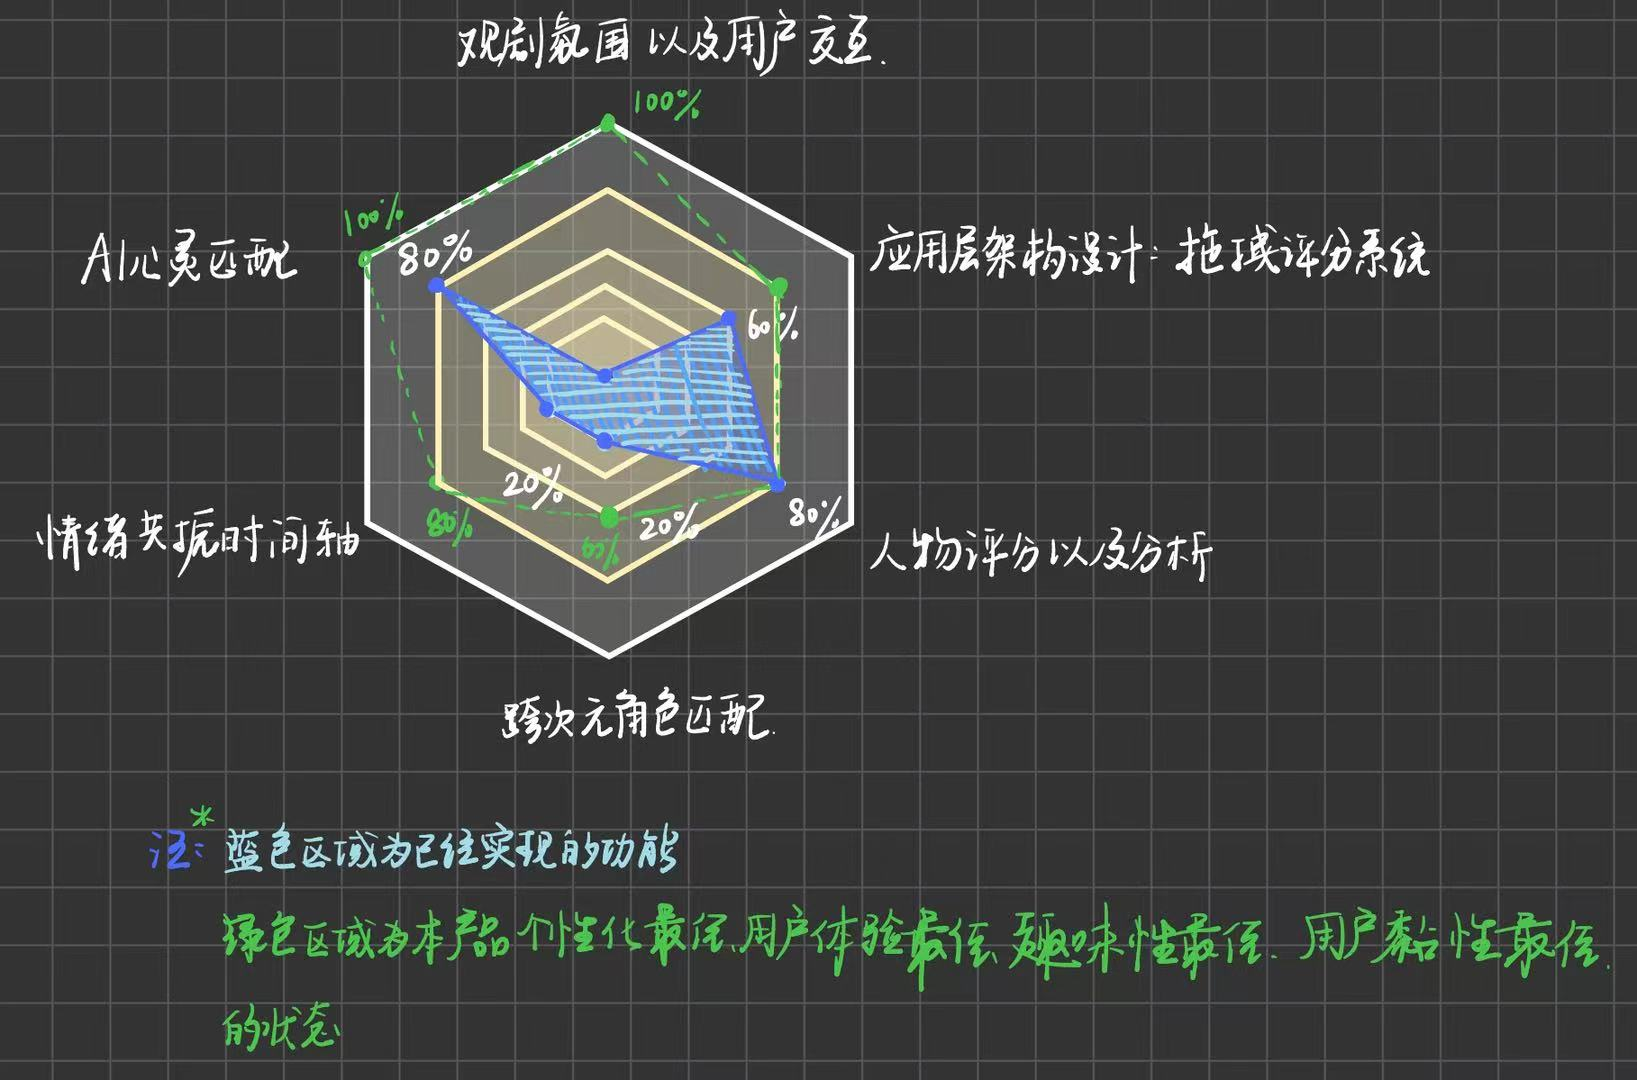 观剧氛围以及用户交互.
100%
100%
AI心灵匹配
80%
应用层架构设计：拖拽评分系统
60%
情绪共振时间轴
20%
80%
60%
20%
80%
人物评分以及分析
跨次元角色匹配.
注：* 蓝色区域为已经实现的功能
绿色区域为本产品个性化最佳、用户体验最佳、趣味性最佳、用户黏性最佳、
的状态